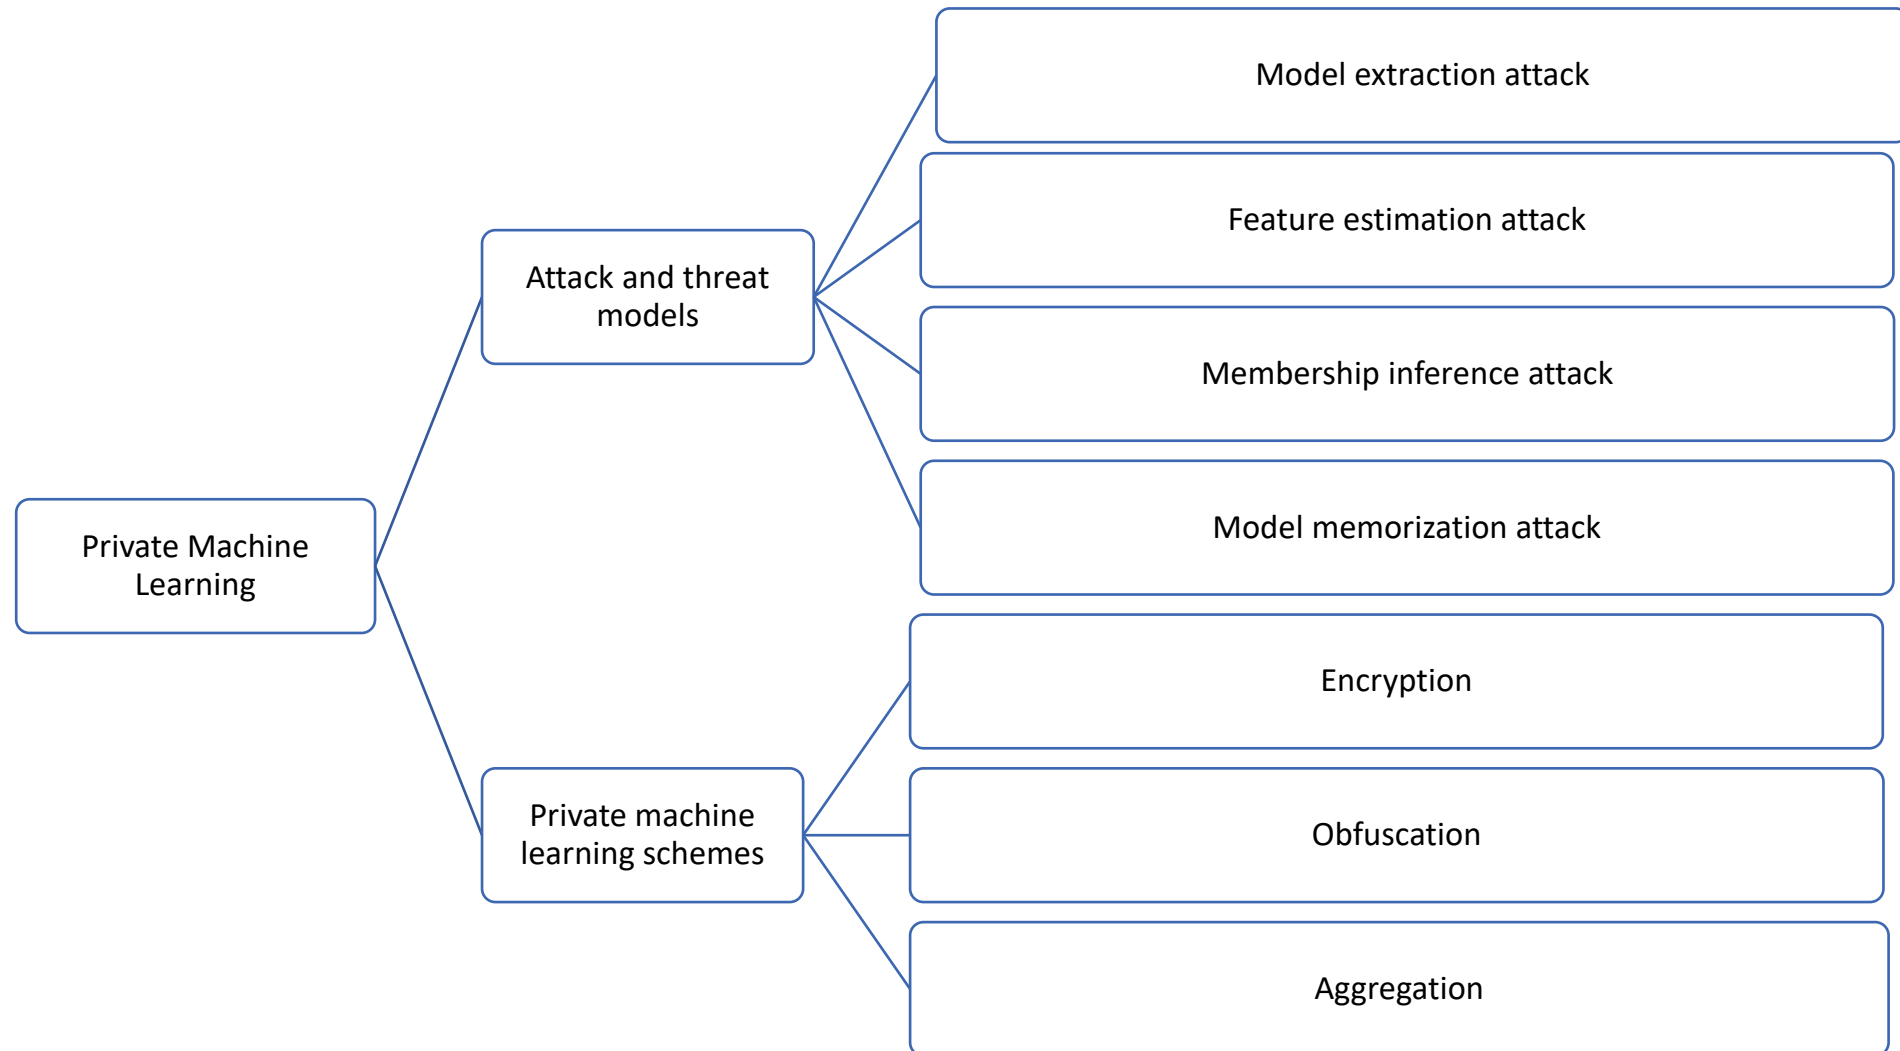 Model extraction attack
Feature estimation attack
Attack and threat
models
Membership inference attack
Model memorization attack
Private Machine
Learning
Encryption
Private machine
learning schemes
Obfuscation
Aggregation